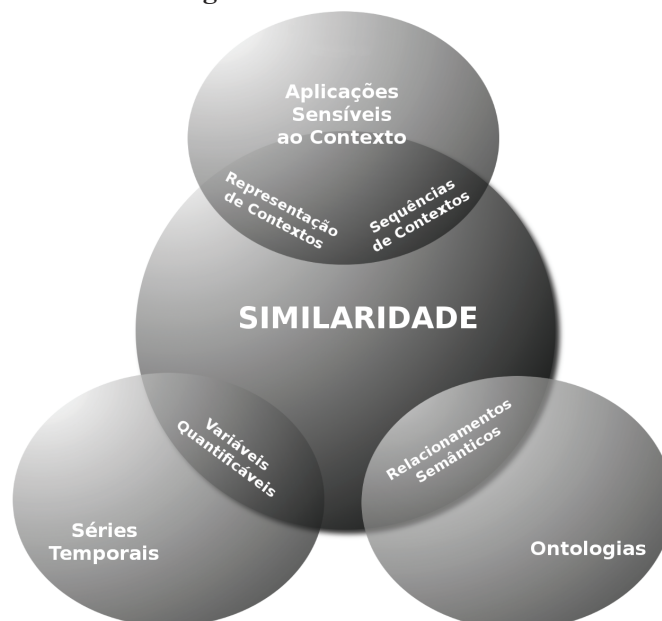 Aplicações
Sensíveis
ao Contexto
Representação
de Contextos
Sequências
de Contextos
SIMILARIDADE
Variáveis
Quantificáveis
Relacionamentos
Semânticos
Séries
Temporais
Ontologias